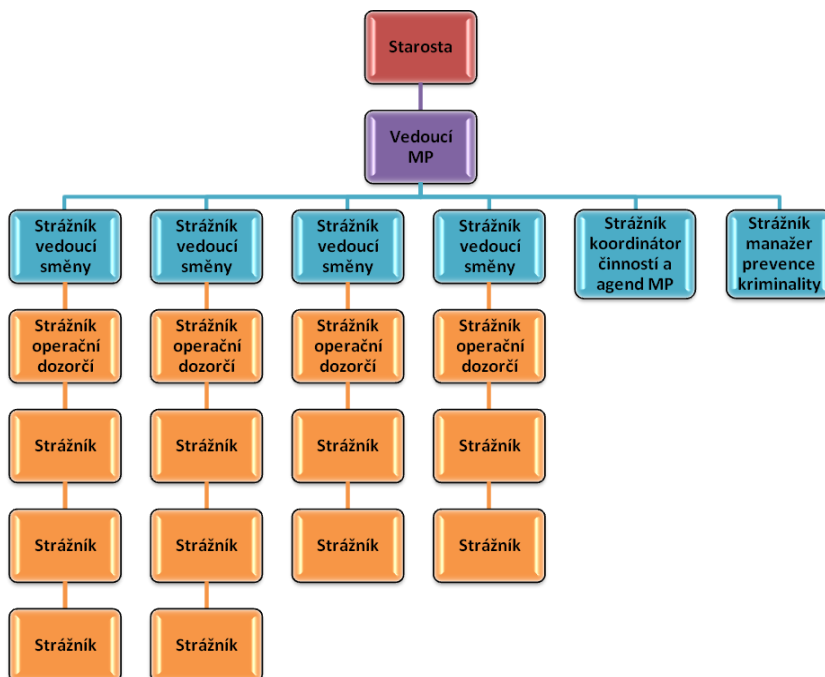 Starosta
Vedoucí
MP
Strážník
vedoucí
směny
Strážník
vedoucí
směny
Strážník
vedoucí
směny
Strážník
vedoucí
směny
Strážník
koordinátor
činností a
agend MP
Strážník
manažer
prevence
kriminality
Strážník
operační
dozorčí
Strážník
operační
dozorčí
Strážník
operační
dozorčí
Strážník
operační
dozorčí
Strážník
Strážník
Strážník
Strážník
Strážník
Strážník
Strážník
Strážník
Strážník
Strážník